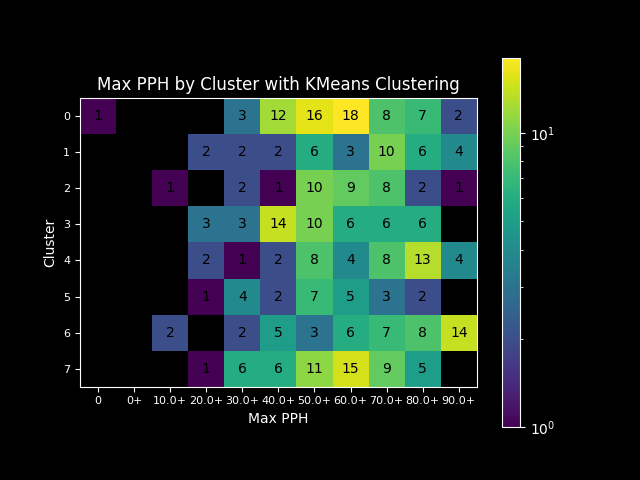 Max PPH by Cluster with KMeans Clustering
0 1 3 12 16 18 8 7 2
1 2 2 2 6 3 10 6 4
2 1 2 1 10 9 8 2 1
3 3 3 14 10 6 6 6
4 2 1 2 8 4 8 13 4
5 1 4 2 7 5 3 2
6 2 2 5 3 6 7 8 14
7 1 6 6 11 15 9 5
0 0+ 10.0+ 20.0+ 30.0+ 40.0+ 50.0+ 60.0+ 70.0+ 80.0+ 90.0+
Max PPH
Cluster
10¹
10⁰